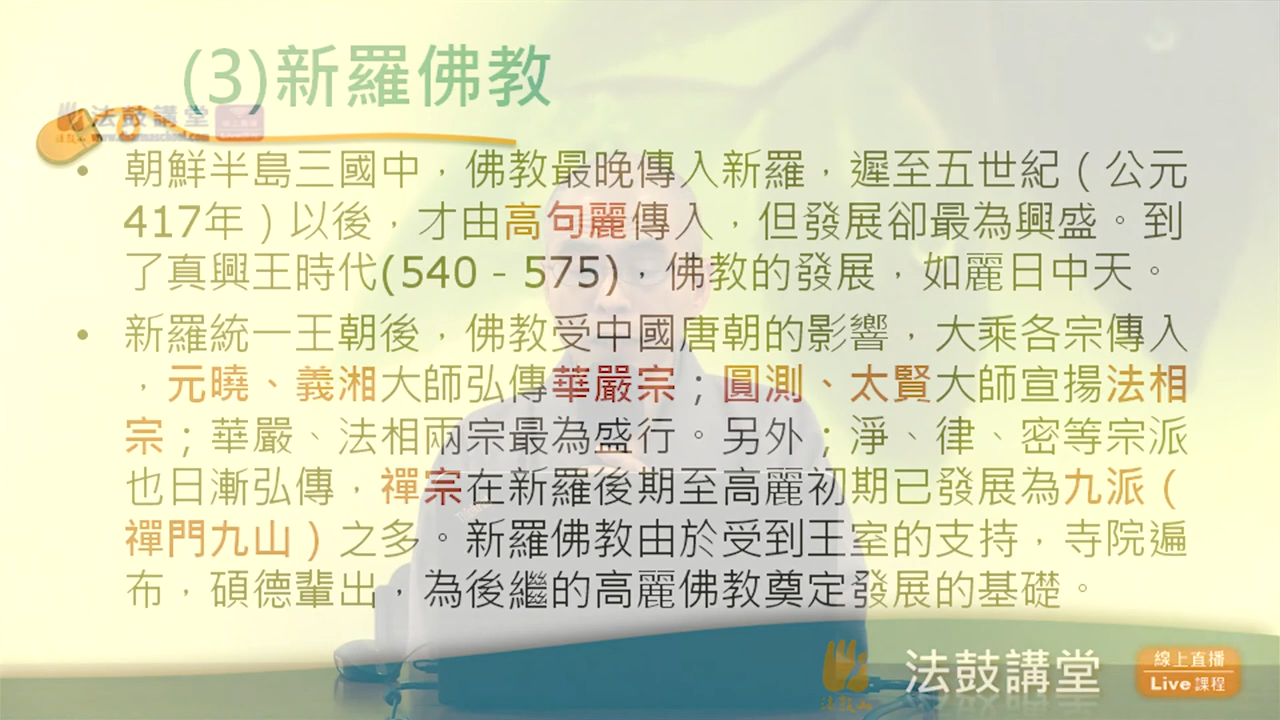 (3)新羅佛教
法鼓講堂
• 朝鮮半島三國中，佛教最晚傳入新羅，遲至五世紀（公元
417年）以後，才由高句麗傳入，但發展卻最為興盛。到
了真興王時代(540－575)，佛教的發展，如麗日中天。
• 新羅統一王朝後，佛教受中國唐朝的影響，大乘各宗傳入
，元曉、義湘大師弘傳華嚴宗；圓測、太賢大師宣揚法相
宗；華嚴、法相兩宗最為盛行。另外；淨、律、密等宗派
也日漸弘傳，禪宗在新羅後期至高麗初期已發展為九派（
禪門九山）之多。新羅佛教由於受到王室的支持，寺院遍
布，碩德輩出，為後繼的高麗佛教奠定發展的基礎。
法鼓山
法鼓講堂
線上直播
Live 課程